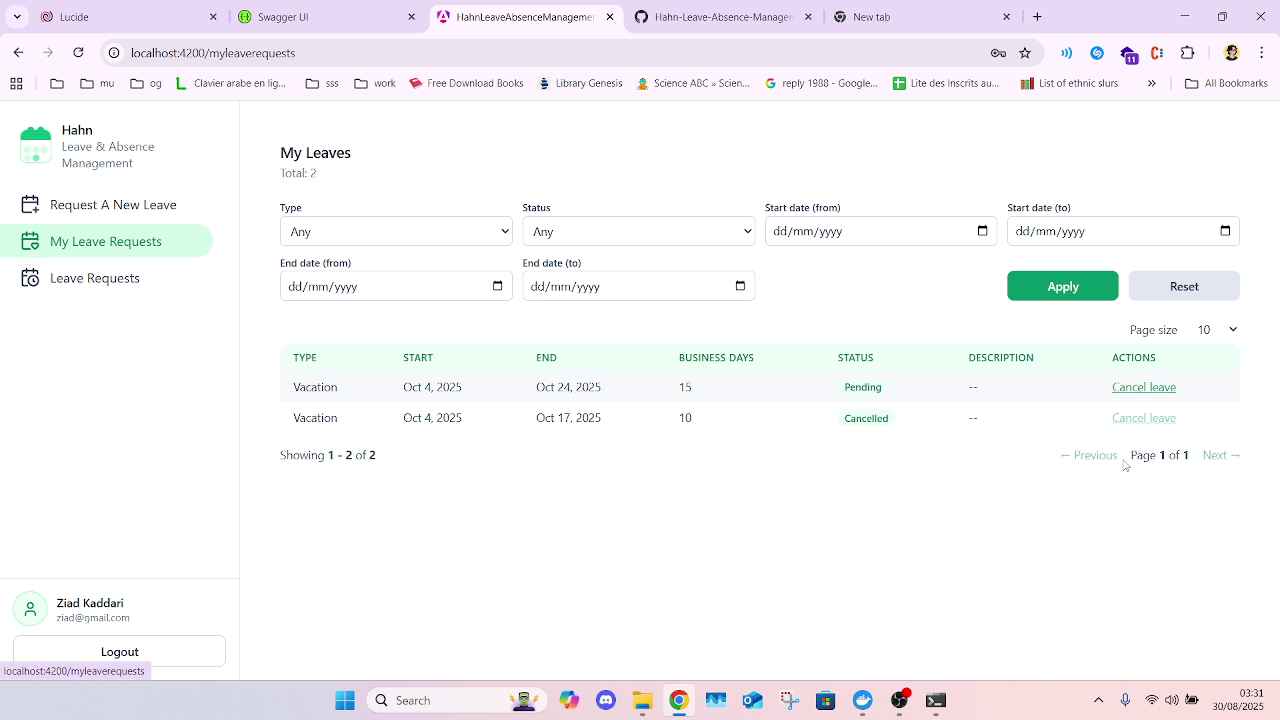 Lucide
Swagger UI
HahnLeaveAbsenceManagemen
Hahn-Leave-Absence-Managem
New tab
localhost:4200/myleaverequests
11
mu
og
Clavier arabe en lig...
sss
work
Free Download Books
Library Genesis
Science ABC » Scien...
reply 1988 - Google...
Lite des Inscrits au...
List of ethnic slurs
»
All Bookmarks
Hahn
Leave & Absence
Management
Request A New Leave
My Leave Requests
Leave Requests
My Leaves
Total: 2
Type Status Start date (from) Start date (to)
Any Any dd/mm/yyyy dd/mm/yyyy
End date (from) End date (to)
dd/mm/yyyy dd/mm/yyyy Apply Reset
Page size 10
TYPE START END BUSINESS DAYS STATUS DESCRIPTION ACTIONS
Vacation Oct 4, 2025 Oct 24, 2025 15 Pending -- Cancel leave
Vacation Oct 4, 2025 Oct 17, 2025 10 Cancelled -- Cancel leave
Showing 1 - 2 of 2 ← Previous Page 1 of 1 Next →
Ziad Kaddari
ziad@gmail.com
Logout
localhost:4200/myleaverequests
Search
03:31
30/08/2025